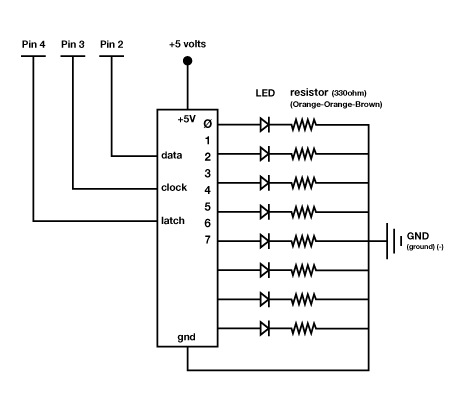 Pin 4 Pin 3 Pin 2
+5 volts
LED resistor (330ohm)
(Orange-Orange-Brown)
+5V
Ø
1
data 2
3
clock 4
5
latch 6
7
GND
(ground) (-)
gnd